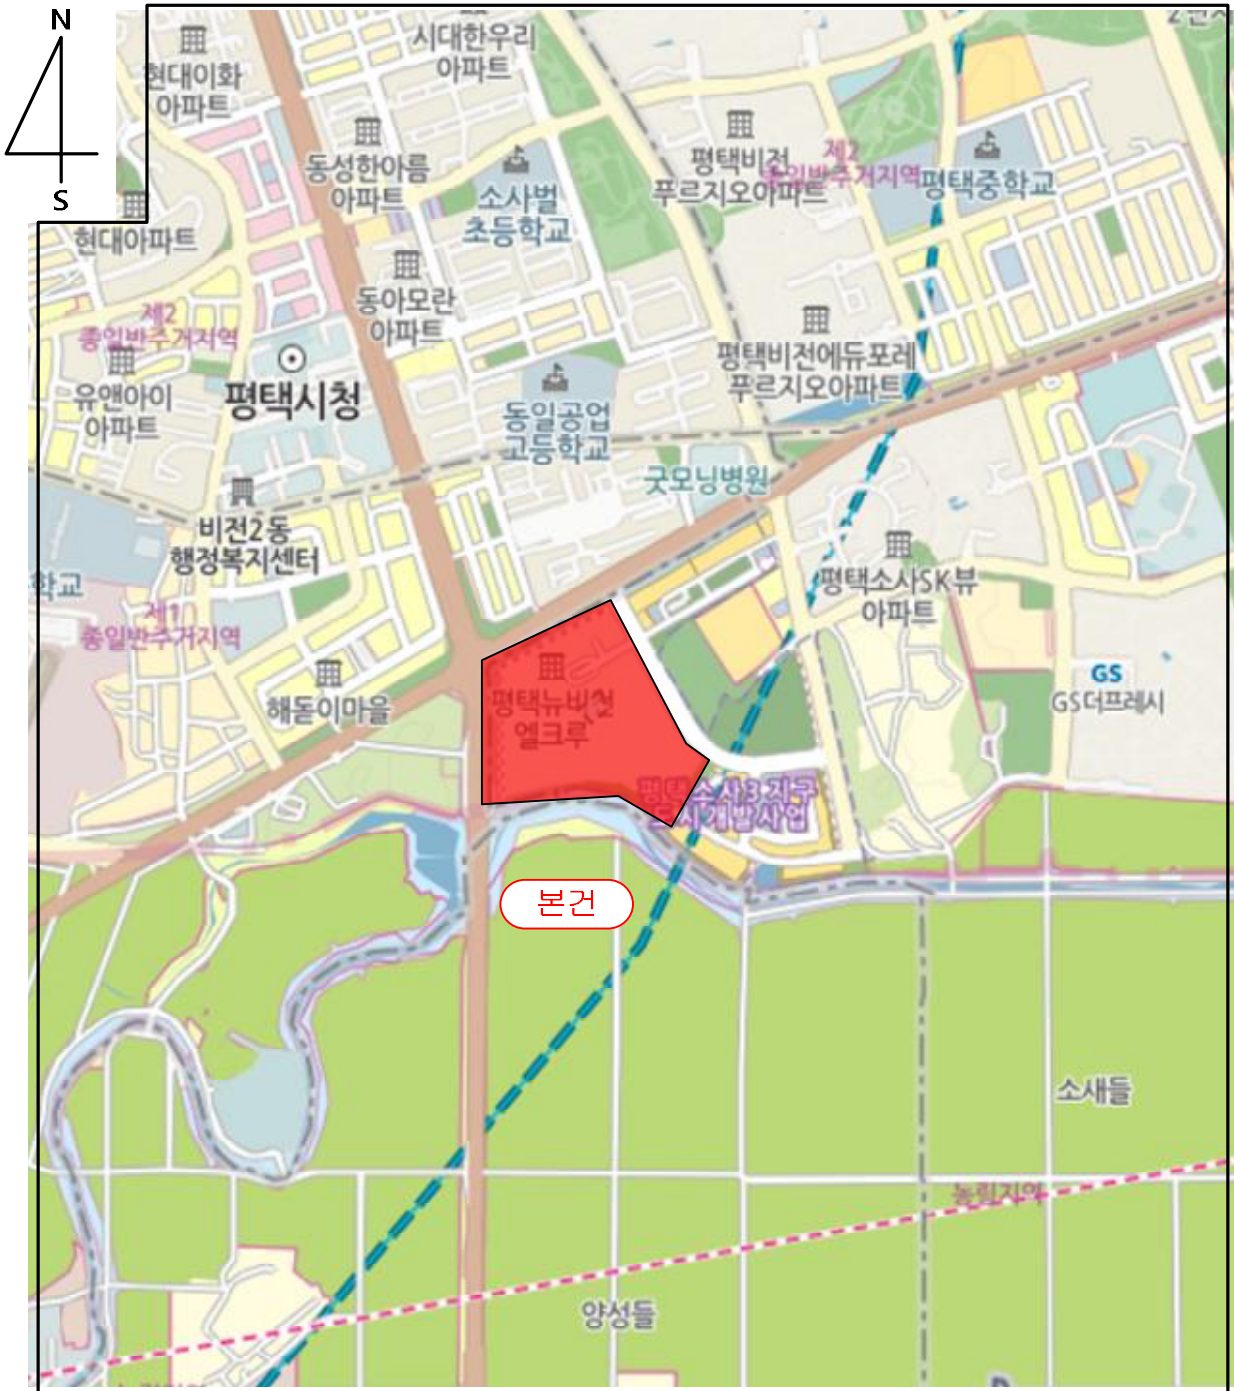 N
S
현대이화
아파트
시대한우리
아파트
동성한아름
아파트
소사벌
초등학교
평택비전
푸르지오아파트
제2
종일반주거지역
평택중학교
현대아파트
동아모란
아파트
제2
종일반주거지역
유앤아이
아파트
평택시청
평택비전에듀포레
푸르지오아파트
동일공업
고등학교
굿모닝병원
비전2동
행정복지센터
학교
제1
종일반주거지역
평택소사SK뷰
아파트
해돋이마을
평택뉴비전
엘크루
GS
GS더프레시
평택소사3지구
도시개발사업
본건
소새들
농림지역
양성들